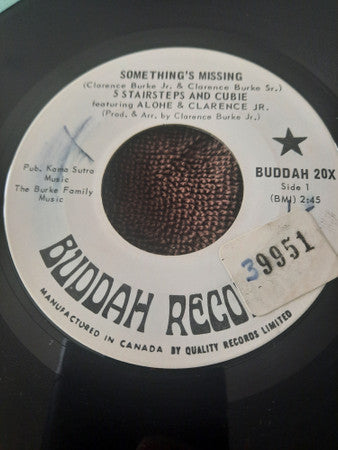 SOMETHING'S MISSING
(Clarence Burke Jr. & Clarence Burke Sr.)
5 STAIRSTEPS AND CUBIE
featuring ALOHE & CLARENCE JR.
(Prod. & Arr. by Clarence Burke Jr.)
Pub. Kama Sutra
Music
The Burke Family
Music
BUDDAH 20X
Side 1
(BMI) 2:45
39951
BUDDAH RECO
MANUFACTURED IN CANADA BY QUALITY RECORDS LIMITED